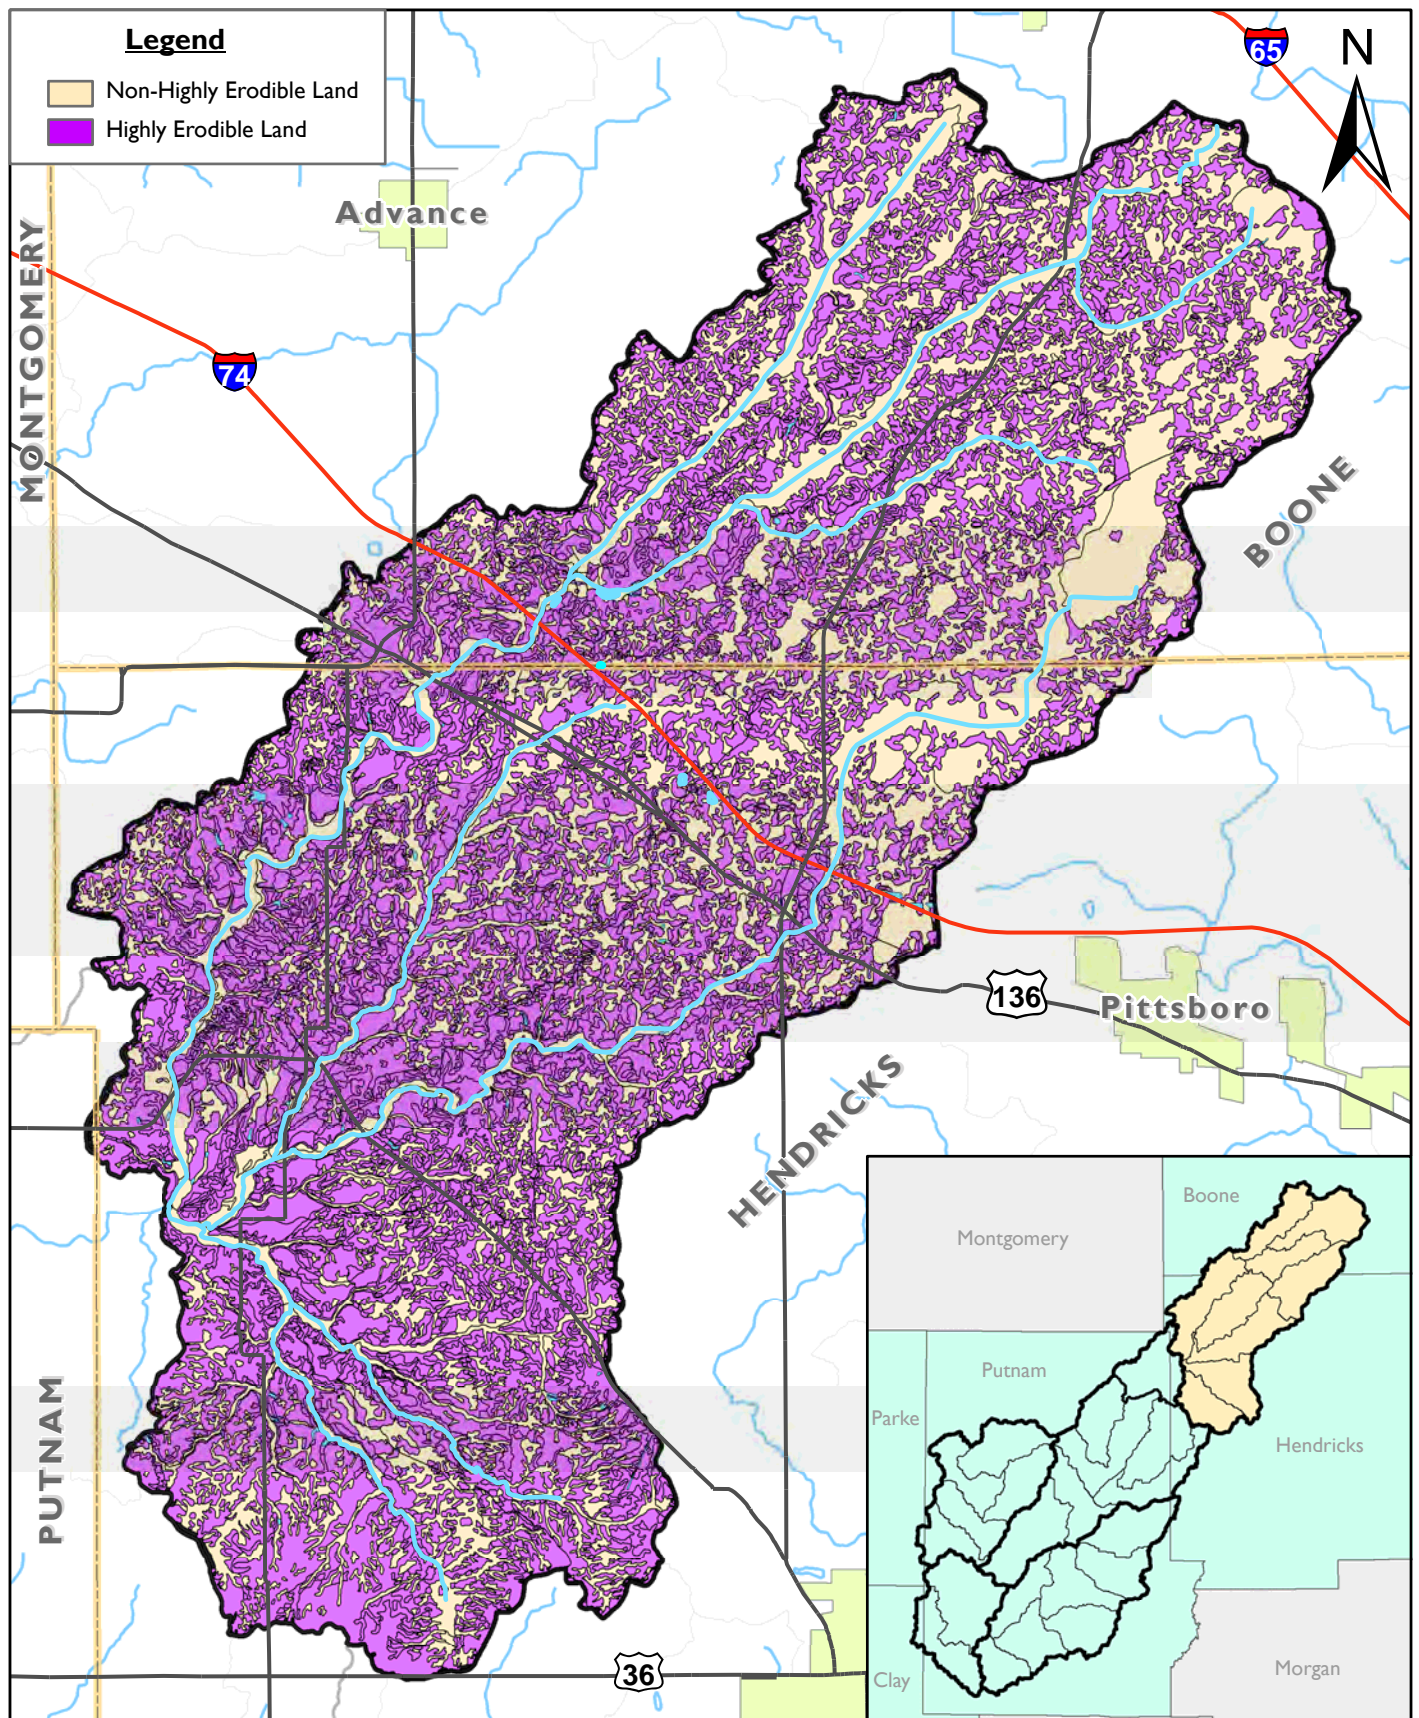 Legend
Non-Highly Erodible Land
Highly Erodible Land
65
N
Advance
MONTGOMERY
74
BOONE
136
Pittsboro
HENDRICKS
PUTNAM
36
Boone
Montgomery
Putnam
Parke
Hendricks
Morgan
Clay